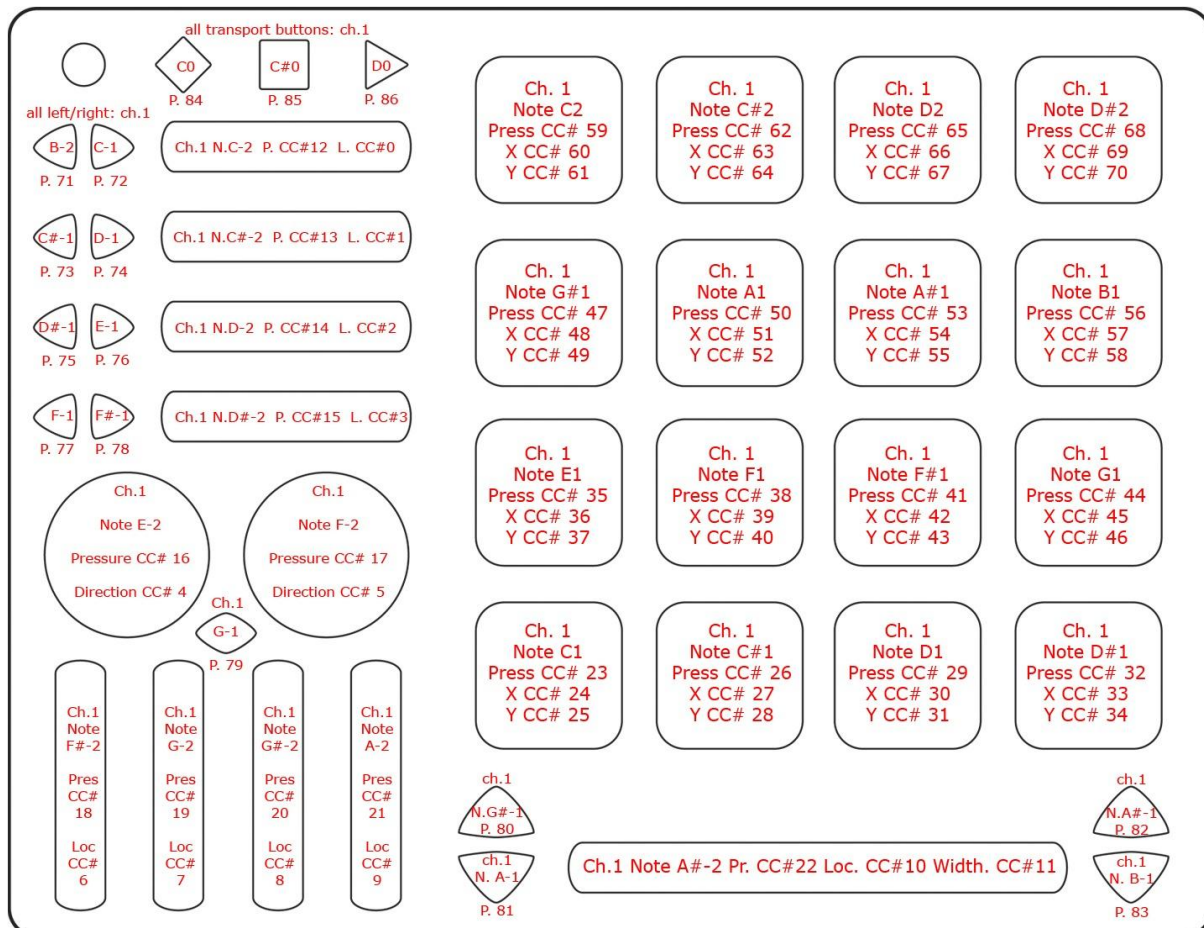 all transport buttons: ch.1
C0
C#0
D0
P. 84
P. 85
P. 86
all left/right: ch.1
B-2
C-1
P. 71
P. 72
Ch.1 N.C-2 P. CC#12 L. CC#0
C#-1
D-1
P. 73
P. 74
Ch.1 N.C#-2 P. CC#13 L. CC#1
D#-1
E-1
P. 75
P. 76
Ch.1 N.D-2 P. CC#14 L. CC#2
F-1
F#-1
P. 77
P. 78
Ch.1 N.D#-2 P. CC#15 L. CC#3
Ch.1
Note E-2
Pressure CC# 16
Direction CC# 4
Ch.1
Note F-2
Pressure CC# 17
Direction CC# 5
Ch.1
G-1
P. 79
Ch.1
Note
F#-2
Pres
CC#
18
Loc
CC#
6
Ch.1
Note
G-2
Pres
CC#
19
Loc
CC#
7
Ch.1
Note
G#-2
Pres
CC#
20
Loc
CC#
8
Ch.1
Note
A-2
Pres
CC#
21
Loc
CC#
9
Ch. 1
Note C2
Press CC# 59
X CC# 60
Y CC# 61
Ch. 1
Note C#2
Press CC# 62
X CC# 63
Y CC# 64
Ch. 1
Note D2
Press CC# 65
X CC# 66
Y CC# 67
Ch. 1
Note D#2
Press CC# 68
X CC# 69
Y CC# 70
Ch. 1
Note G#1
Press CC# 47
X CC# 48
Y CC# 49
Ch. 1
Note A1
Press CC# 50
X CC# 51
Y CC# 52
Ch. 1
Note A#1
Press CC# 53
X CC# 54
Y CC# 55
Ch. 1
Note B1
Press CC# 56
X CC# 57
Y CC# 58
Ch. 1
Note E1
Press CC# 35
X CC# 36
Y CC# 37
Ch. 1
Note F1
Press CC# 38
X CC# 39
Y CC# 40
Ch. 1
Note F#1
Press CC# 41
X CC# 42
Y CC# 43
Ch. 1
Note G1
Press CC# 44
X CC# 45
Y CC# 46
Ch. 1
Note C1
Press CC# 23
X CC# 24
Y CC# 25
Ch. 1
Note C#1
Press CC# 26
X CC# 27
Y CC# 28
Ch. 1
Note D1
Press CC# 29
X CC# 30
Y CC# 31
Ch. 1
Note D#1
Press CC# 32
X CC# 33
Y CC# 34
ch.1
N.G#-1
P. 80
ch.1
N. A-1
P. 81
Ch.1 Note A#-2 Pr. CC#22 Loc. CC#10 Width. CC#11
ch.1
N.A#-1
P. 82
ch.1
N. B-1
P. 83